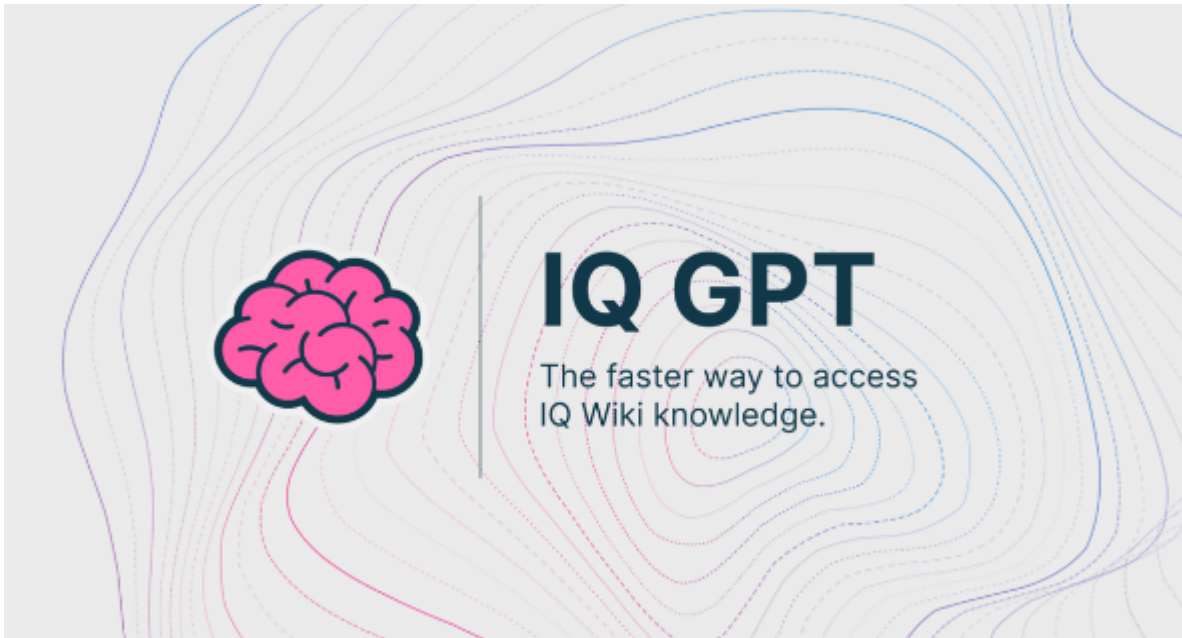 IQ GPT
The faster way to access
IQ Wiki knowledge.